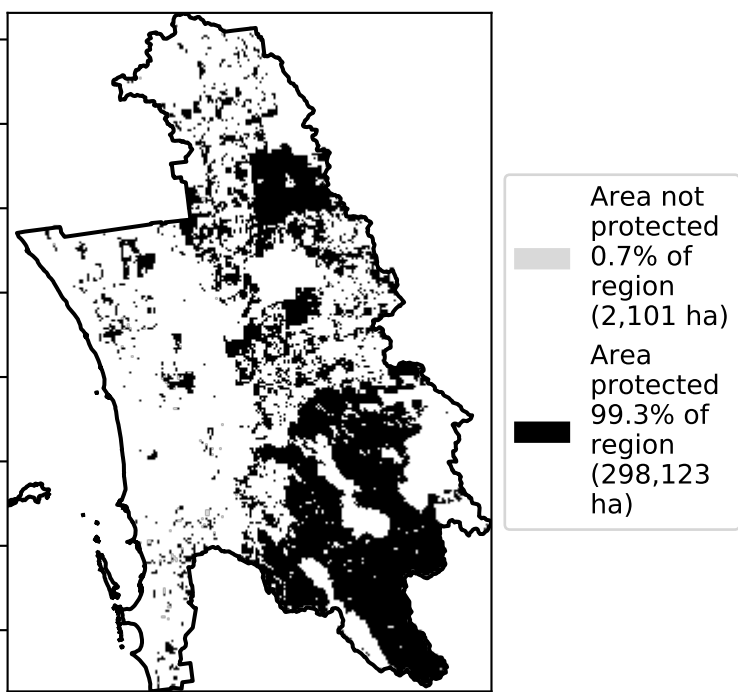 Area not
protected
0.7% of
region
(2,101 ha)
Area
protected
99.3% of
region
(298,123
ha)